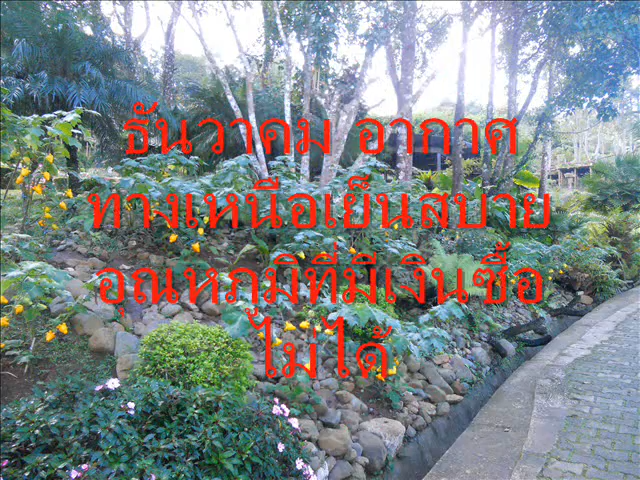 ธันวาคม อากาศ
ทางเหนือเย็นสบาย
อุณหภูมิที่มีเงินซื้อ
ไม่ได้